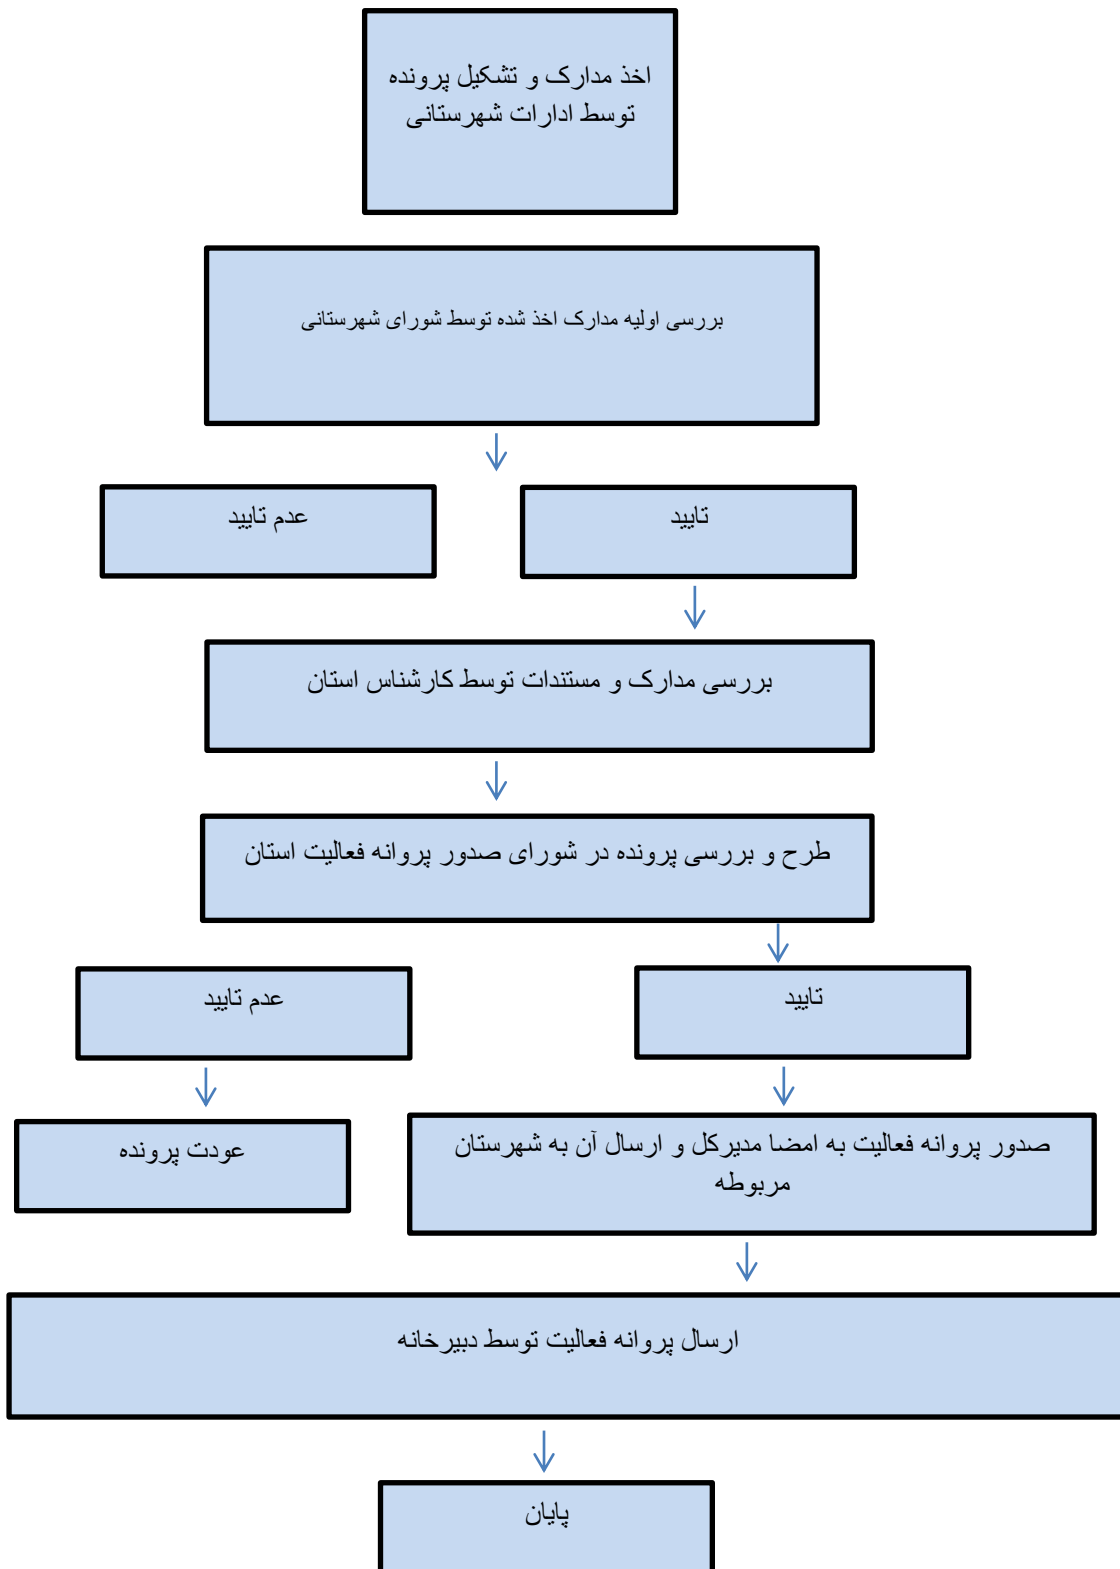 اخذ مدارک و تشکیل پرونده
توسط ادارات شهرستانی
بررسی اولیه مدارک اخذ شده توسط شورای شهرستانی
تایید
عدم تایید
بررسی مدارک و مستندات توسط کارشناس استان
طرح و بررسی پرونده در شورای صدور پروانه فعالیت استان
تایید
عدم تایید
صدور پروانه فعالیت به امضا مدیرکل و ارسال آن به شهرستان
مربوطه
عودت پرونده
ارسال پروانه فعالیت توسط دبیرخانه
پایان